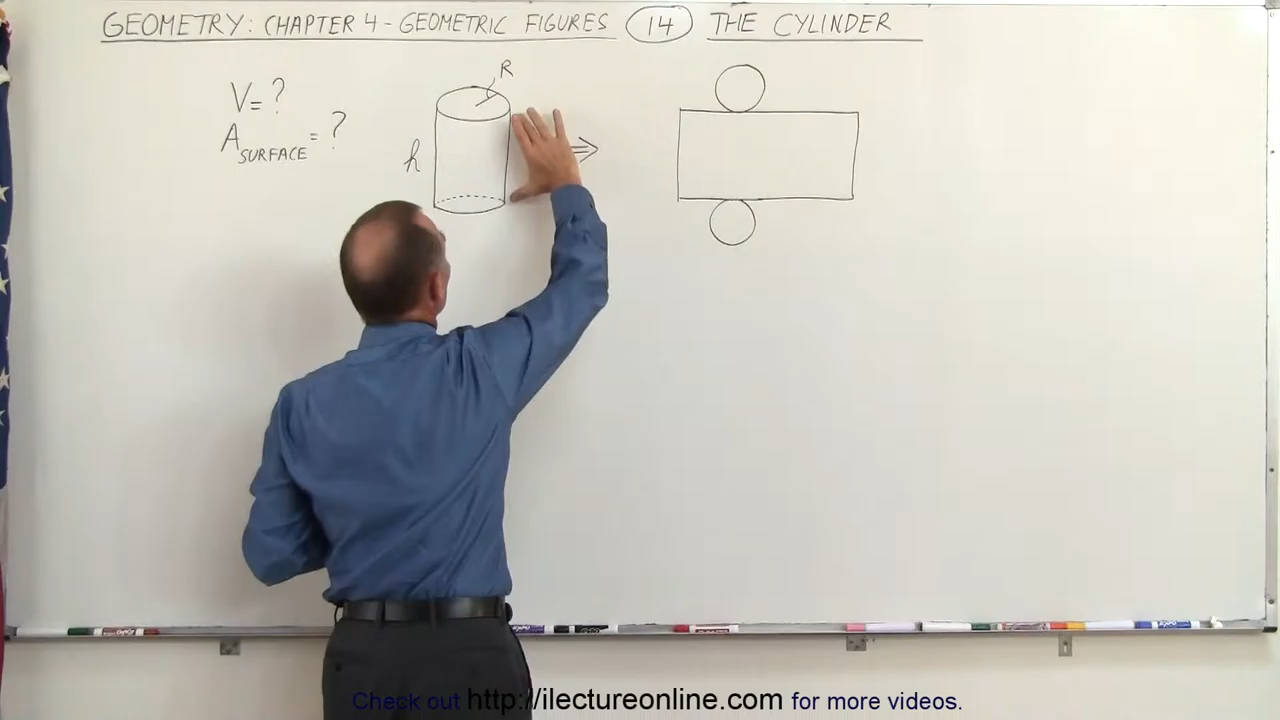 GEOMETRY: CHAPTER 4 - GEOMETRIC FIGURES 14 THE CYLINDER
V = ?
A SURFACE = ?
R
h
Check out http://ilectureonline.com for more videos.